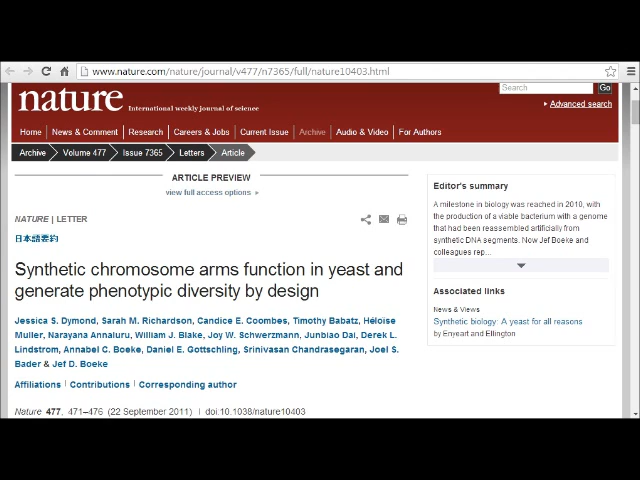 www.nature.com/nature/journal/v477/n7365/full/nature10403.html
nature International weekly journal of science
Search Go
Advanced search
Home News & Comment Research Careers & Jobs Current Issue Archive Audio & Video For Authors
Archive Volume 477 Issue 7365 Letters Article
ARTICLE PREVIEW
view full access options
NATURE | LETTER
日本語要約
Synthetic chromosome arms function in yeast and
generate phenotypic diversity by design
Jessica S. Dymond, Sarah M. Richardson, Candice E. Coombes, Timothy Babatz, Héloïse
Muller, Narayana Annaluru, William J. Blake, Joy W. Schwerzmann, Junbiao Dai, Derek L.
Lindstrom, Annabel C. Boeke, Daniel E. Gottschling, Srinivasan Chandrasegaran, Joel S.
Bader & Jef D. Boeke
Affiliations | Contributions | Corresponding author
Nature 477, 471–476 (22 September 2011) | doi:10.1038/nature10403
Editor's summary
A milestone in biology was reached in 2010, with
the production of a viable bacterium with a genome
that had been reassembled artificially from
synthetic DNA segments. Now Jef Boeke and
colleagues rep...
Associated links
News & Views
Synthetic biology: A yeast for all reasons
by Enyeart and Ellington